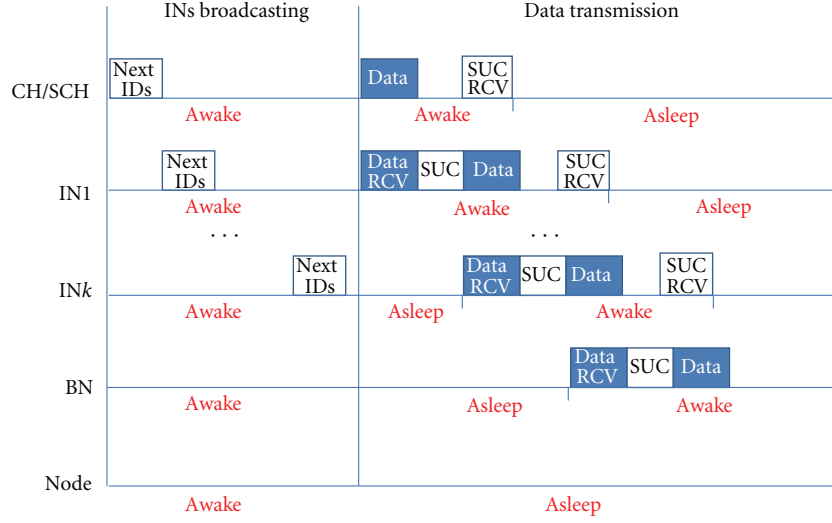 INs broadcasting
Data transmission
CH/SCH
Next
IDs
Data
SUC
RCV
Awake
Awake
Asleep
IN1
Next
IDs
Data
RCV
SUC
Data
SUC
RCV
Awake
Awake
Asleep
. . .
. . .
INk
Next
IDs
Data
RCV
SUC
Data
SUC
RCV
Awake
Asleep
Awake
BN
Data
RCV
SUC
Data
Awake
Asleep
Awake
Node
Awake
Asleep